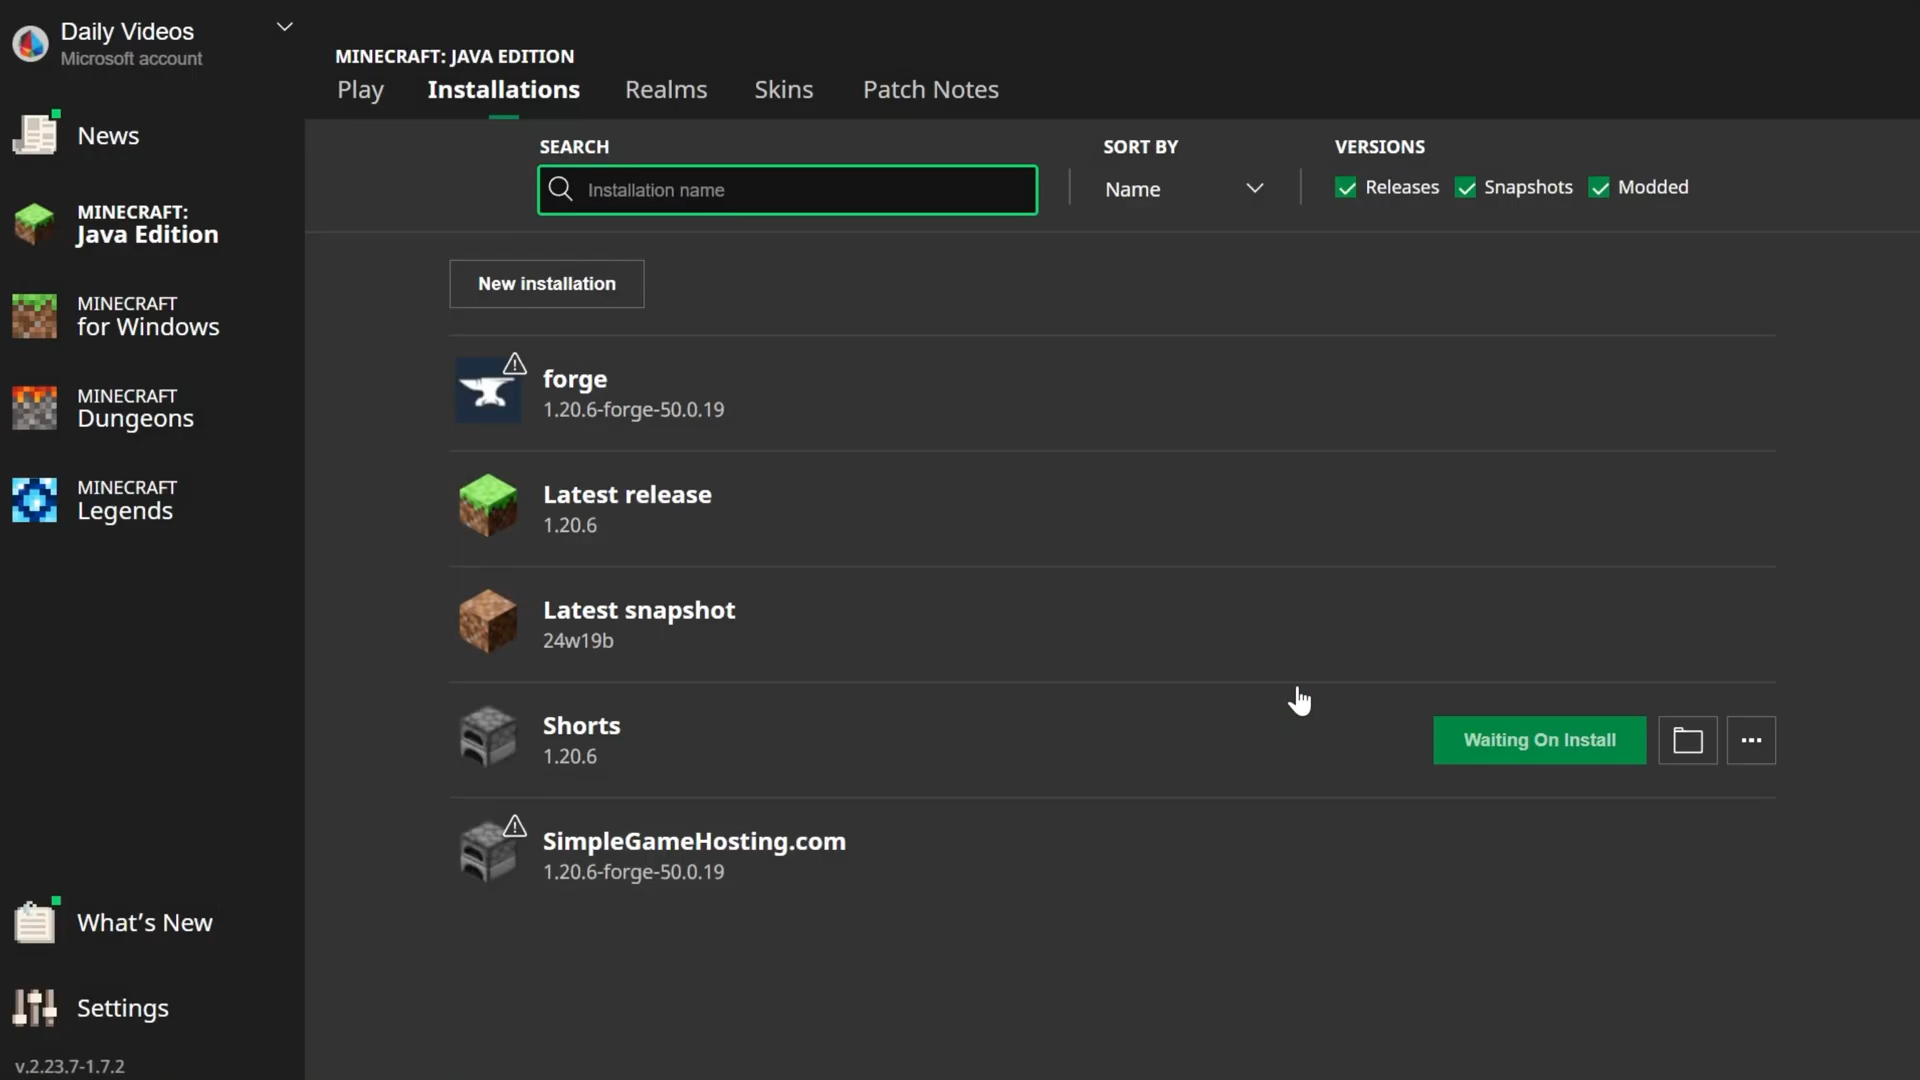 Daily Videos
Microsoft account
News
MINECRAFT:
Java Edition
MINECRAFT
for Windows
MINECRAFT
Dungeons
MINECRAFT
Legends
What's New
Settings
v.2.23.7-1.7.2
MINECRAFT: JAVA EDITION
Play Installations Realms Skins Patch Notes
SEARCH SORT BY VERSIONS
Installation name Name Releases Snapshots Modded
New installation
forge
1.20.6-forge-50.0.19
Latest release
1.20.6
Latest snapshot
24w19b
Shorts
1.20.6
Waiting On Install
SimpleGameHosting.com
1.20.6-forge-50.0.19